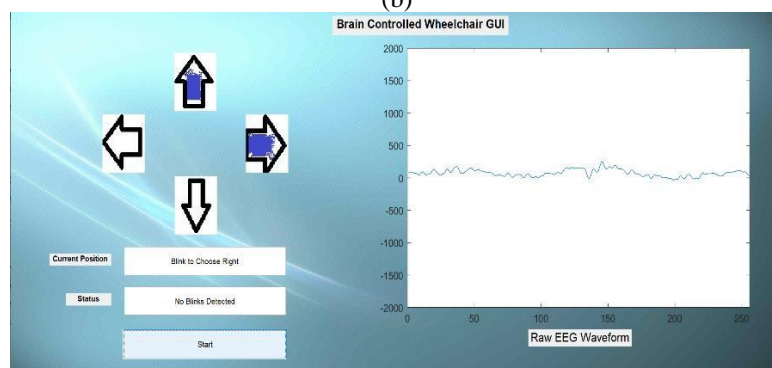 (b)
Brain Controlled Wheelchair GUI
Current Position
Blink to Choose Right
Status
No Blinks Detected
Start
2000
1500
1000
500
0
-500
-1000
-1500
-2000
0 50 100 150 200 250
Raw EEG Waveform